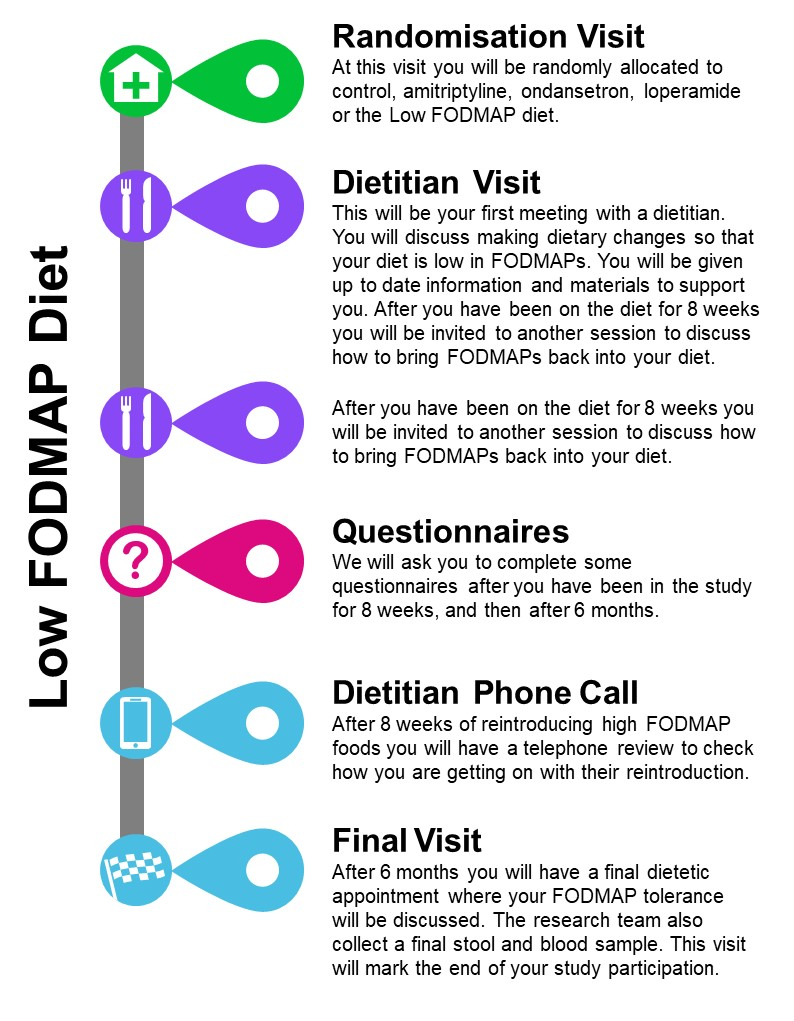 Low FODMAP Diet
Randomisation Visit
At this visit you will be randomly allocated to
control, amitriptyline, ondansetron, loperamide
or the Low FODMAP diet.
Dietitian Visit
This will be your first meeting with a dietitian.
You will discuss making dietary changes so that
your diet is low in FODMAPs. You will be given
up to date information and materials to support
you. After you have been on the diet for 8 weeks
you will be invited to another session to discuss
how to bring FODMAPs back into your diet.
After you have been on the diet for 8 weeks you
will be invited to another session to discuss how
to bring FODMAPs back into your diet.
?
Questionnaires
We will ask you to complete some
questionnaires after you have been in the study
for 8 weeks, and then after 6 months.
Dietitian Phone Call
After 8 weeks of reintroducing high FODMAP
foods you will have a telephone review to check
how you are getting on with their reintroduction.
Final Visit
After 6 months you will have a final dietetic
appointment where your FODMAP tolerance
will be discussed. The research team also
collect a final stool and blood sample. This visit
will mark the end of your study participation.